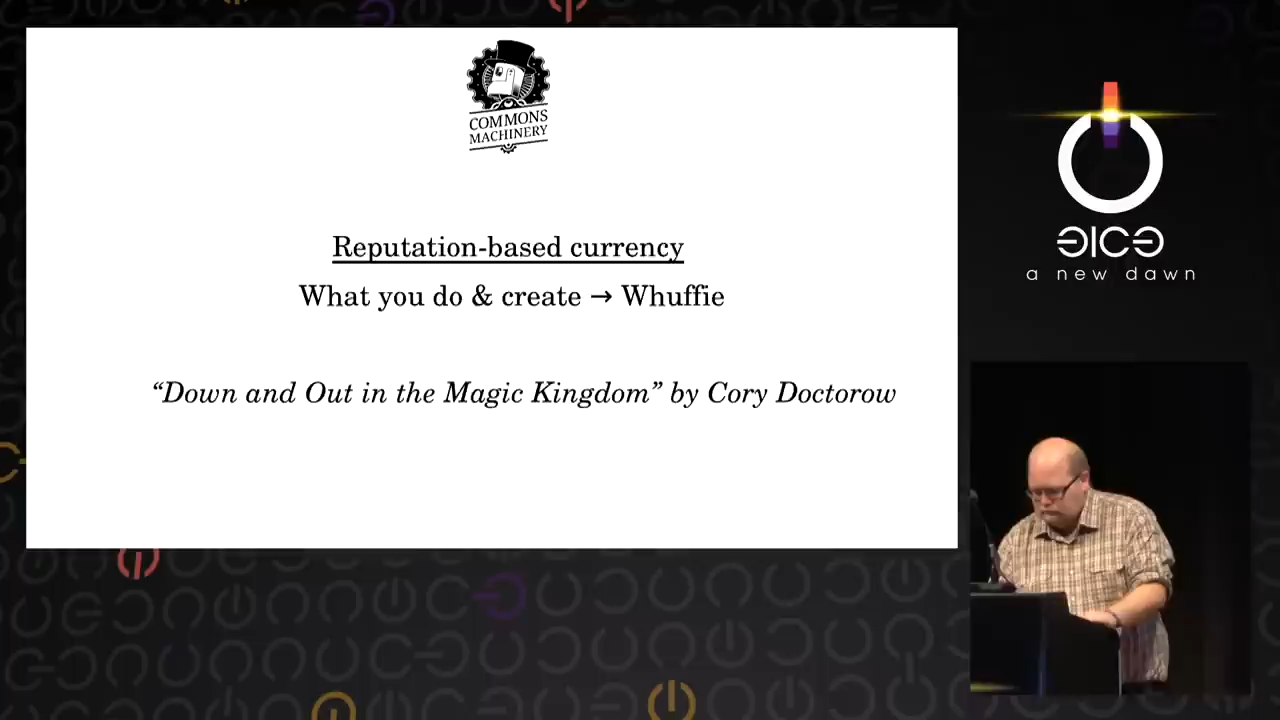 COMMONS
MACHINERY
Reputation-based currency
What you do & create → Whuffie
“Down and Out in the Magic Kingdom” by Cory Doctorow
a new dawn